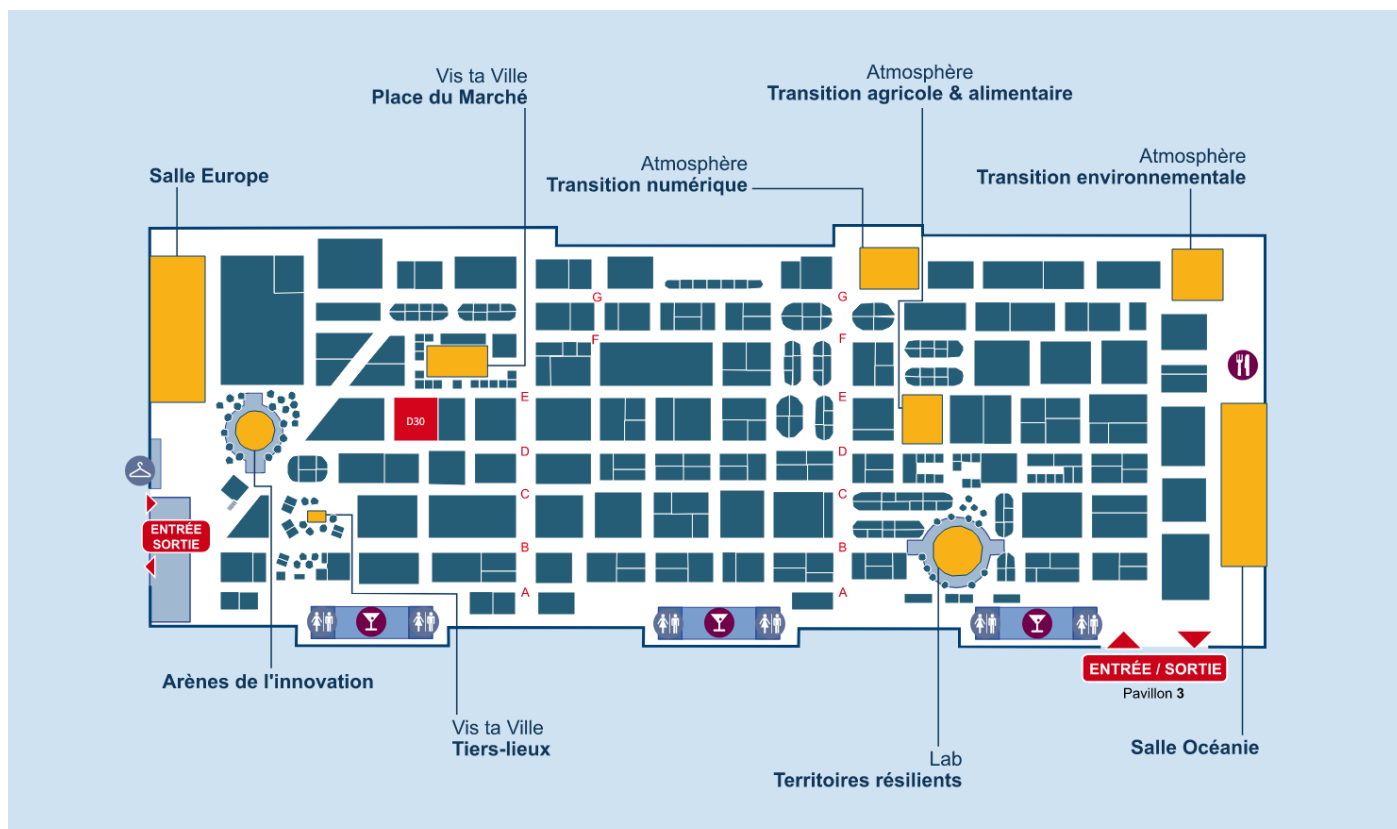 Vis ta Ville
Place du Marché
Atmosphère
Transition agricole & alimentaire
Atmosphère
Transition numérique
Atmosphère
Transition environnementale
Salle Europe
G
G
F
F
E
E
D30
D
D
C
C
ENTRÉE
SORTIE
B
B
A
A
ENTRÉE / SORTIE
Pavillon 3
Arènes de l'innovation
Vis ta Ville
Tiers-lieux
Lab
Territoires résilients
Salle Océanie